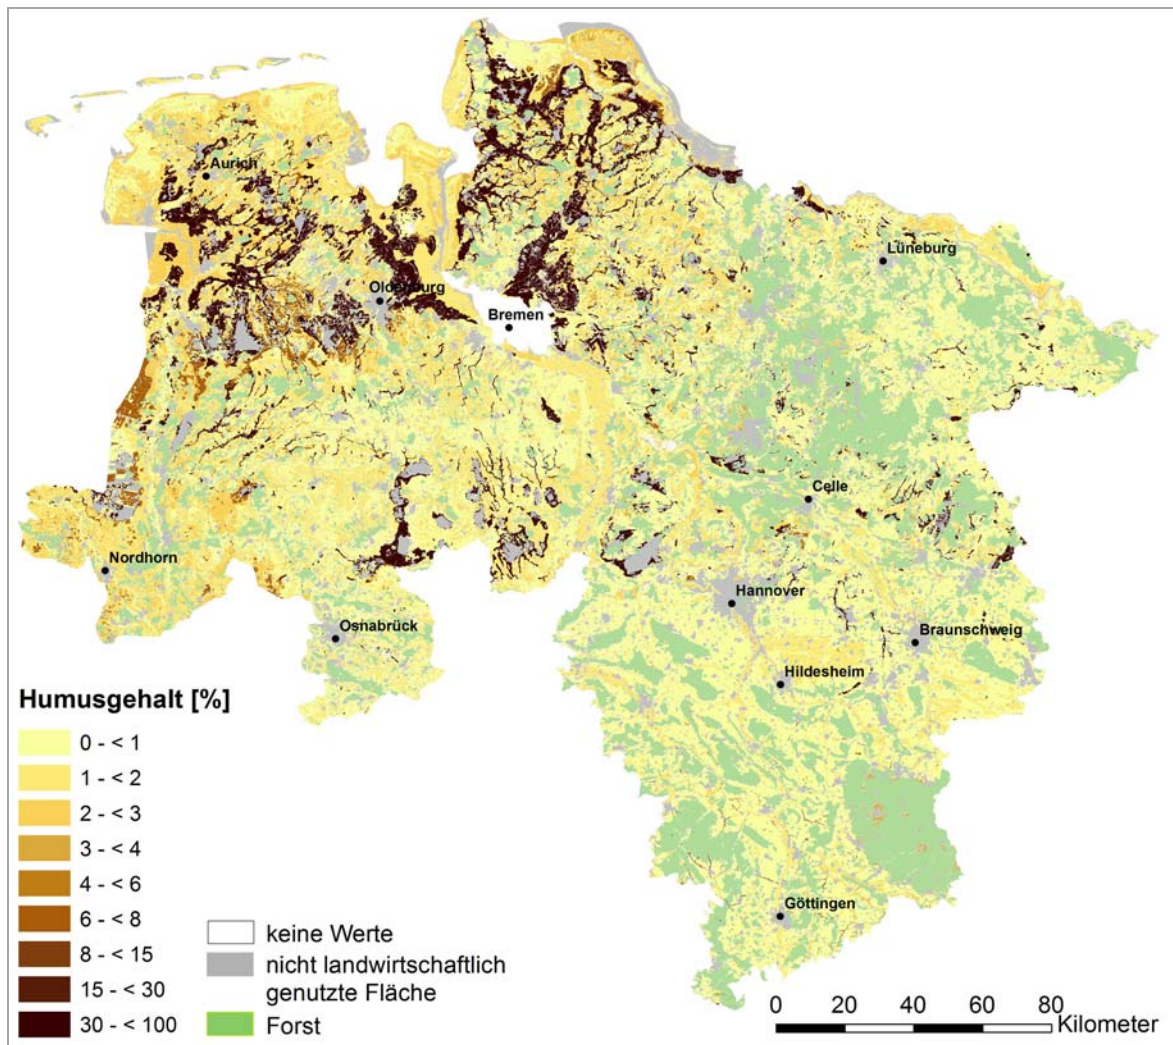 Aurich
Lüneburg
Oldenburg
Bremen
Celle
Nordhorn
Hannover
Osnabrück
Braunschweig
Hildesheim
Göttingen
Humusgehalt [%]
0 - < 1
1 - < 2
2 - < 3
3 - < 4
4 - < 6
6 - < 8
8 - < 15
15 - < 30
30 - < 100
keine Werte
nicht landwirtschaftlich
genutzte Fläche
Forst
0 20 40 60 80
Kilometer